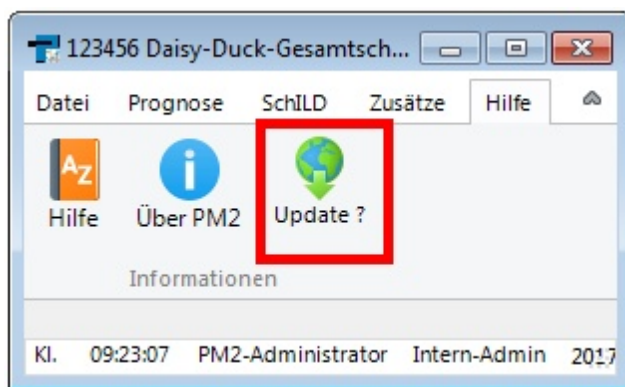 123456 Daisy-Duck-Gesamtsch...
Datei Prognose SchILD Zusätze Hilfe
AZ
i
Hilfe Über PM2 Update ?
Informationen
Kl. 09:23:07 PM2-Administrator Intern-Admin 2017